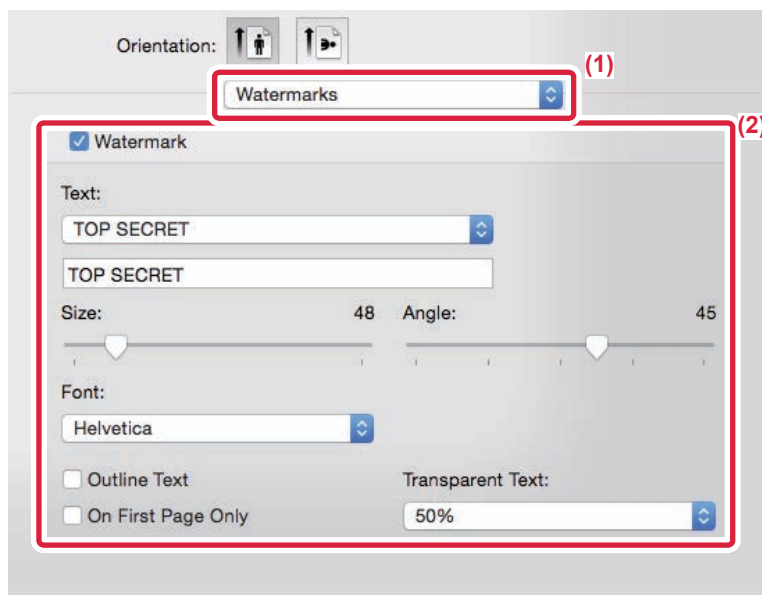 Orientation:
(1)
Watermarks
(2)
Watermark
Text:
TOP SECRET
TOP SECRET
Size: 48 Angle: 45
Font:
Helvetica
Outline Text Transparent Text:
On First Page Only 50%